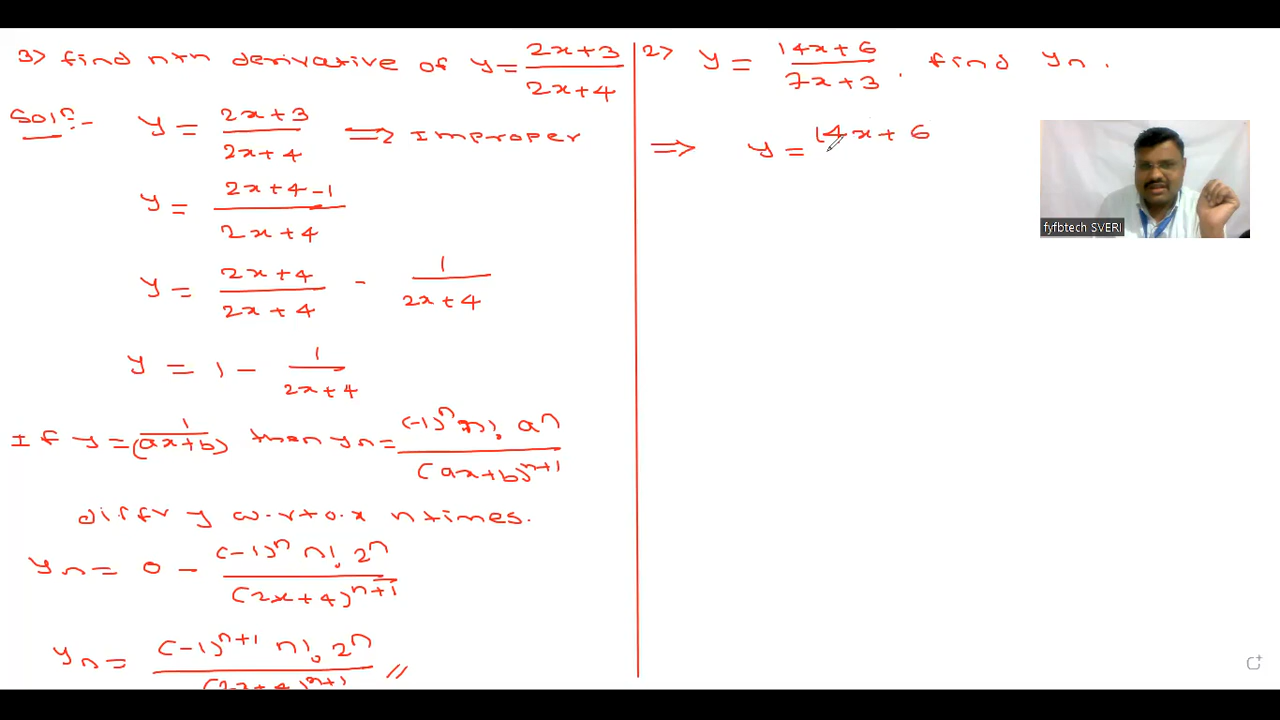 3) find nth derivative of y = (2x+3)/(2x+4)
Sol?:- y = (2x+3)/(2x+4) ⟹ Improper
y = (2x+4-1)/(2x+4)
y = (2x+4)/(2x+4) - 1/(2x+4)
y = 1 - 1/(2x+4)
If y = 1/(ax+b) then yn = (-1)^n n! a^n/(ax+b)^(n+1)
diffr y w.r.to.x n times.
yn = 0 - (-1)^n n! 2^n/(2x+4)^(n+1)
yn = (-1)^(n+1) n! 2^n/(2x+4)^(n+1) //
2) y = (14x+6)/(7x+3). find yn.
⟹ y = 14x+6
fyfbtech SVERI